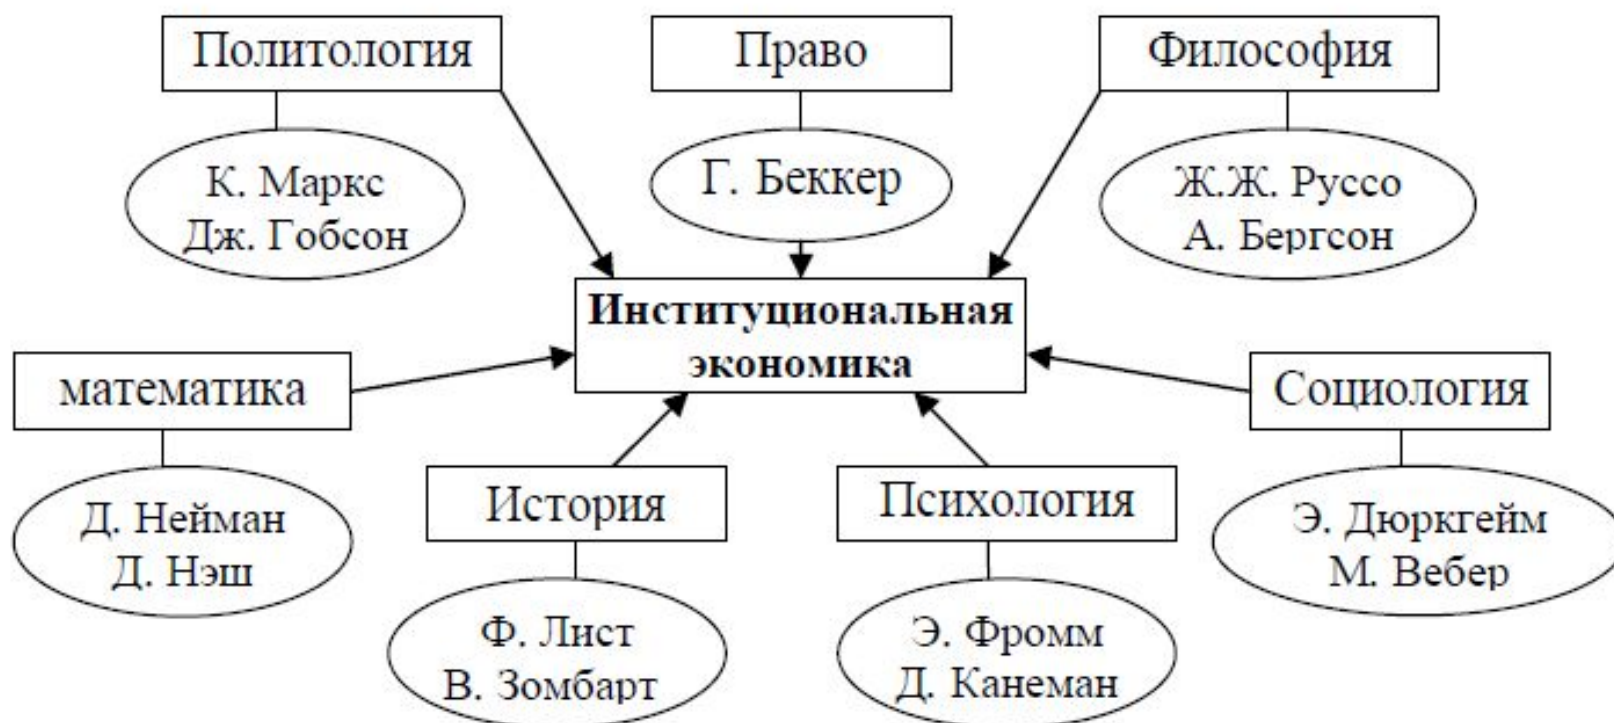 Политология
Право
Философия
К. Маркс
Дж. Гобсон
Г. Беккер
Ж.Ж. Руссо
А. Бергсон
Институциональная
экономика
математика
Социология
Д. Нейман
Д. Нэш
История
Психология
Э. Дюркгейм
М. Вебер
Ф. Лист
В. Зомбарт
Э. Фромм
Д. Канеман